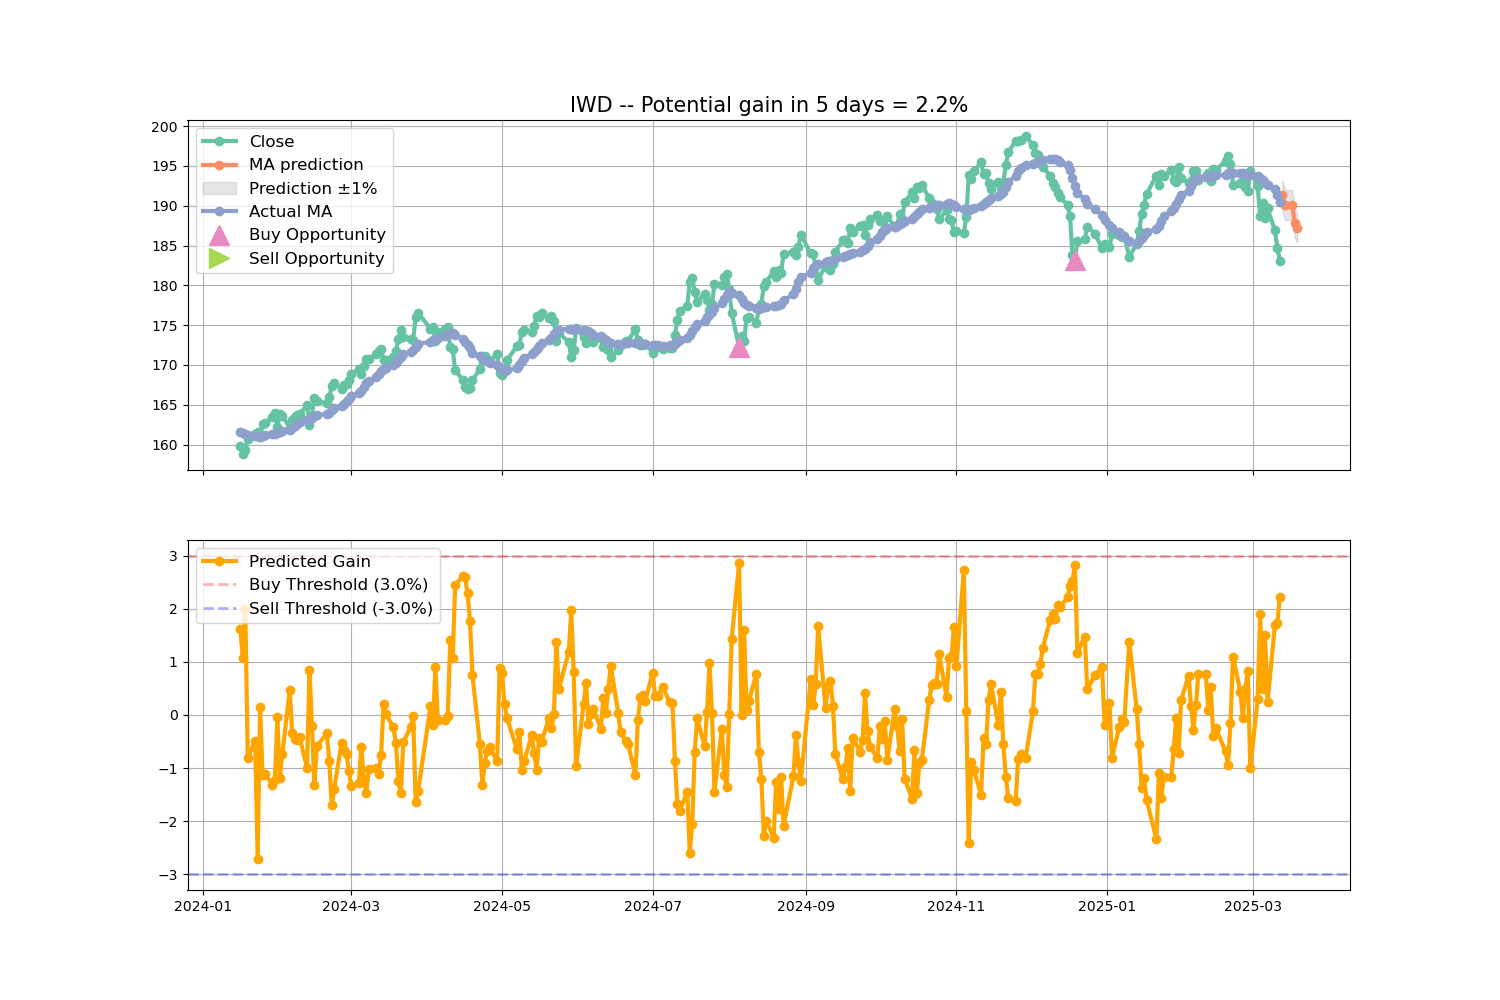 IWD -- Potential gain in 5 days = 2.2%
200
195
190
185
180
175
170
165
160
Close
MA prediction
Prediction ±1%
Actual MA
Buy Opportunity
Sell Opportunity
3
2
1
0
−1
−2
−3
Predicted Gain
Buy Threshold (3.0%)
Sell Threshold (-3.0%)
2024-01
2024-03
2024-05
2024-07
2024-09
2024-11
2025-01
2025-03